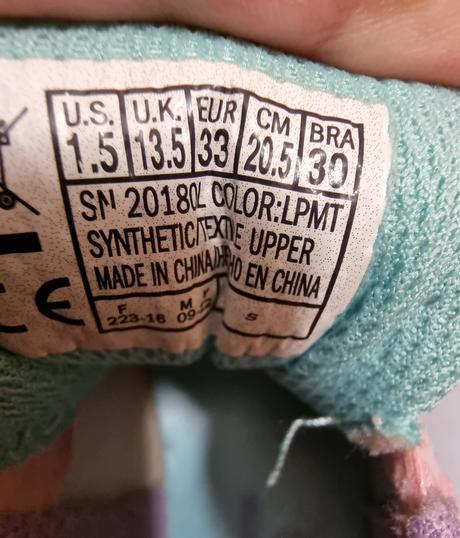 U.S. U.K. EUR CM BRA
1.5 13.5 33 20.5 30
SN 20180L COLOR:LPMT
SYNTHETIC/TEXTILE UPPER
MADE IN CHINA/HECHO EN CHINA
F M S
223-16
CE